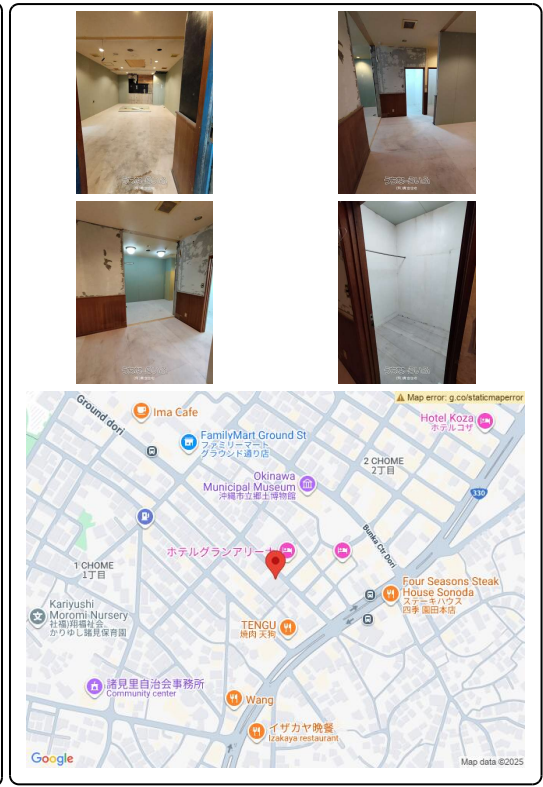 Map error: g.co/staticmaperror
Ground dori
Ima Cafe
Hotel Koza
ホテルコザ
FamilyMart Ground St
ファミリーマート
グラウンド通り店
2 CHOME
2丁目
Okinawa
Municipal Museum
沖縄市立郷土博物館
330
Bunka Ctr Dori
ホテルグランアリーナ
1 CHOME
1丁目
Four Seasons Steak
House Sonoda
ステーキハウス
四季 園田本店
Kariyushi
Moromi-Nursery
社福)翔福祉会、
かりゆし諸見保育園
TENGU
焼肉 天狗
諸見里自治会事務所
Community center
Wang
イザカヤ晩餐
Izakaya restaurant
Google
Map data ©2025